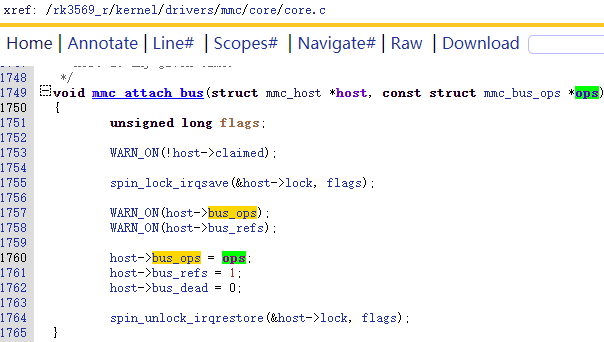 xref: /rk3569_r/kernel/drivers/mmc/core/core.c
Home | Annotate | Line# | Scopes# | Navigate# | Raw | Download
1748 */
1749 void mmc_attach_bus(struct mmc_host *host, const struct mmc_bus_ops *ops)
1750 {
1751 unsigned long flags;
1752
1753 WARN_ON(!host->claimed);
1754
1755 spin_lock_irqsave(&host->lock, flags);
1756
1757 WARN_ON(host->bus_ops);
1758 WARN_ON(host->bus_refs);
1759
1760 host->bus_ops = ops;
1761 host->bus_refs = 1;
1762 host->bus_dead = 0;
1763
1764 spin_unlock_irqrestore(&host->lock, flags);
1765 }